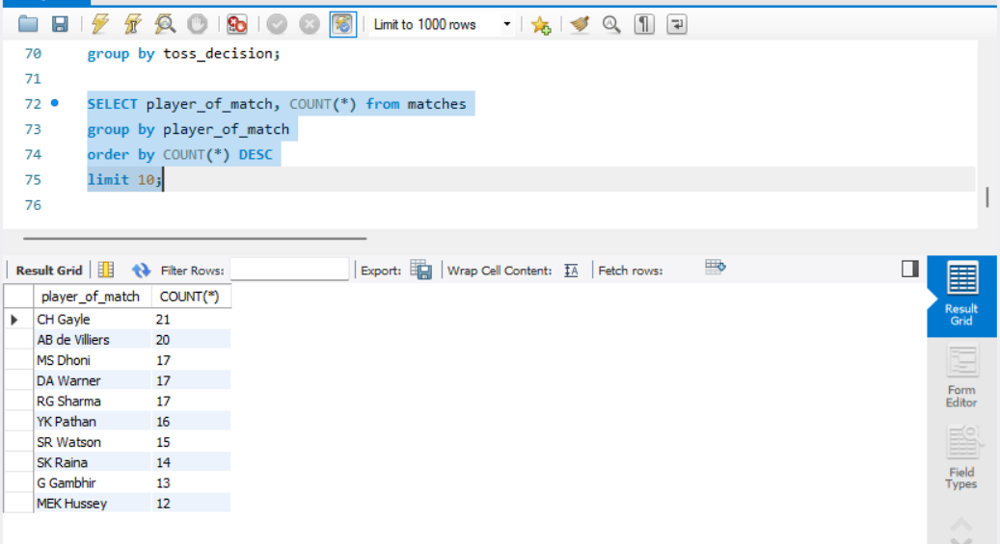 Limit to 1000 rows
70 group by toss_decision;
71
72 SELECT player_of_match, COUNT(*) from matches
73 group by player_of_match
74 order by COUNT(*) DESC
75 limit 10;
76
Result Grid Filter Rows: Export: Wrap Cell Content: Fetch rows:
player_of_match COUNT(*)
CH Gayle 21
AB de Villiers 20
MS Dhoni 17
DA Warner 17
RG Sharma 17
YK Pathan 16
SR Watson 15
SK Raina 14
G Gambhir 13
MEK Hussey 12
Result
Grid
Form
Editor
Field
Types